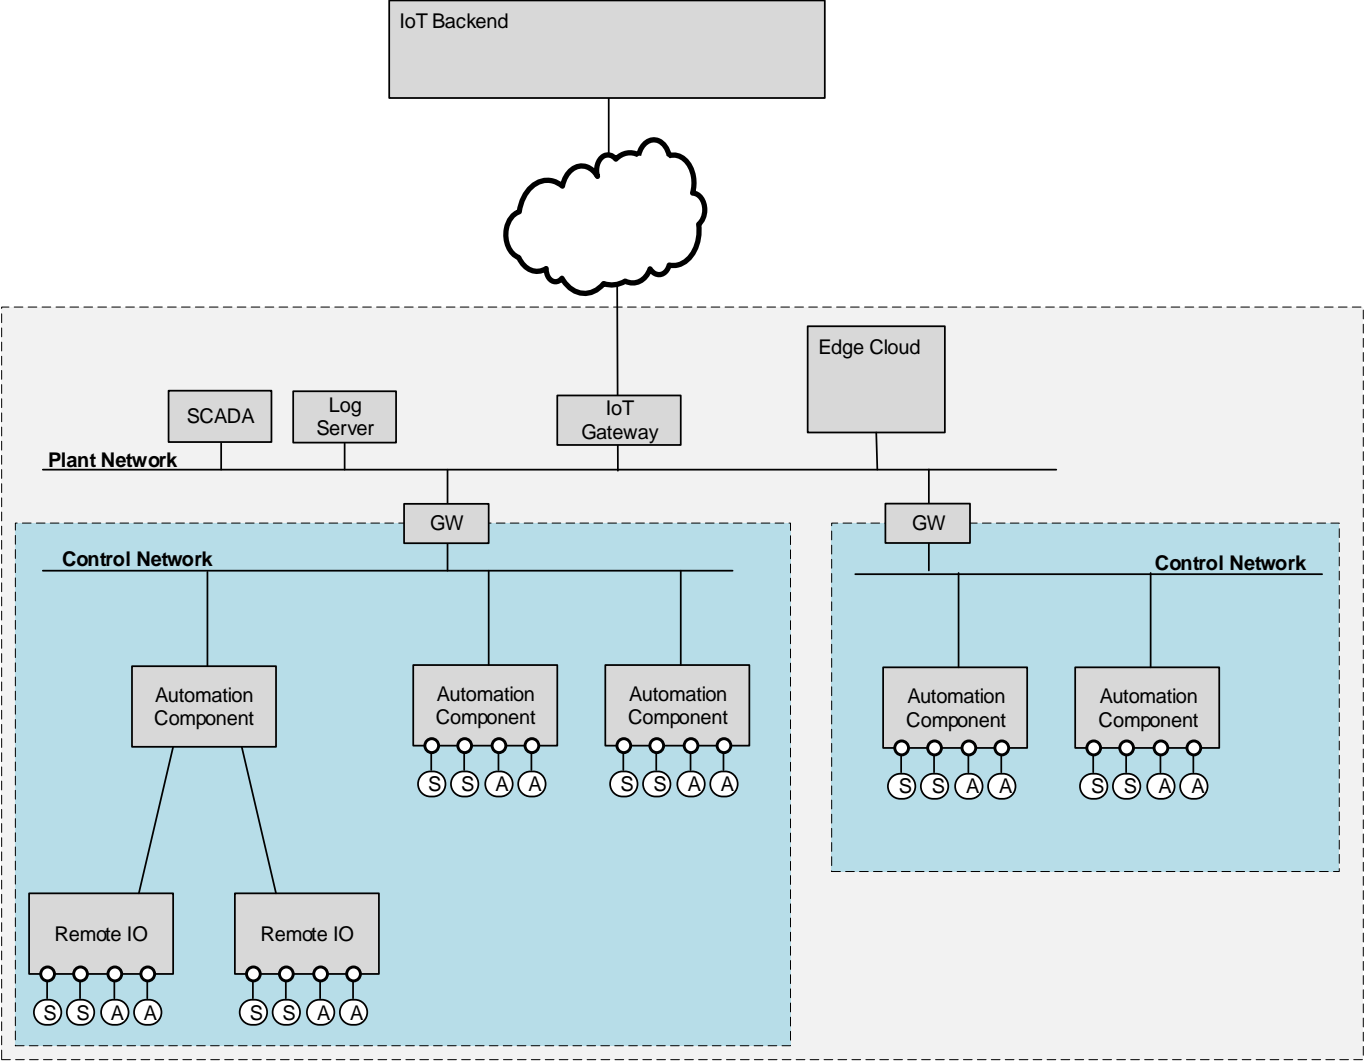 IoT Backend
Edge Cloud
SCADA
Log
Server
IoT
Gateway
Plant Network
GW
GW
Control Network
Control Network
Automation
Component
Automation
Component
Automation
Component
Automation
Component
Automation
Component
S S A A
S S A A
S S A A
S S A A
Remote IO
Remote IO
S S A A
S S A A